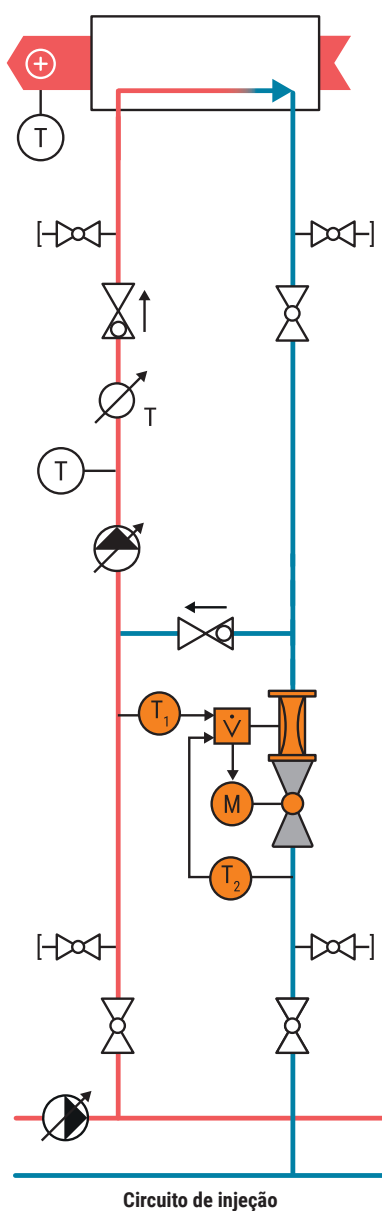 T
T
T
T1
V̇
M
T2
Circuito de injeção